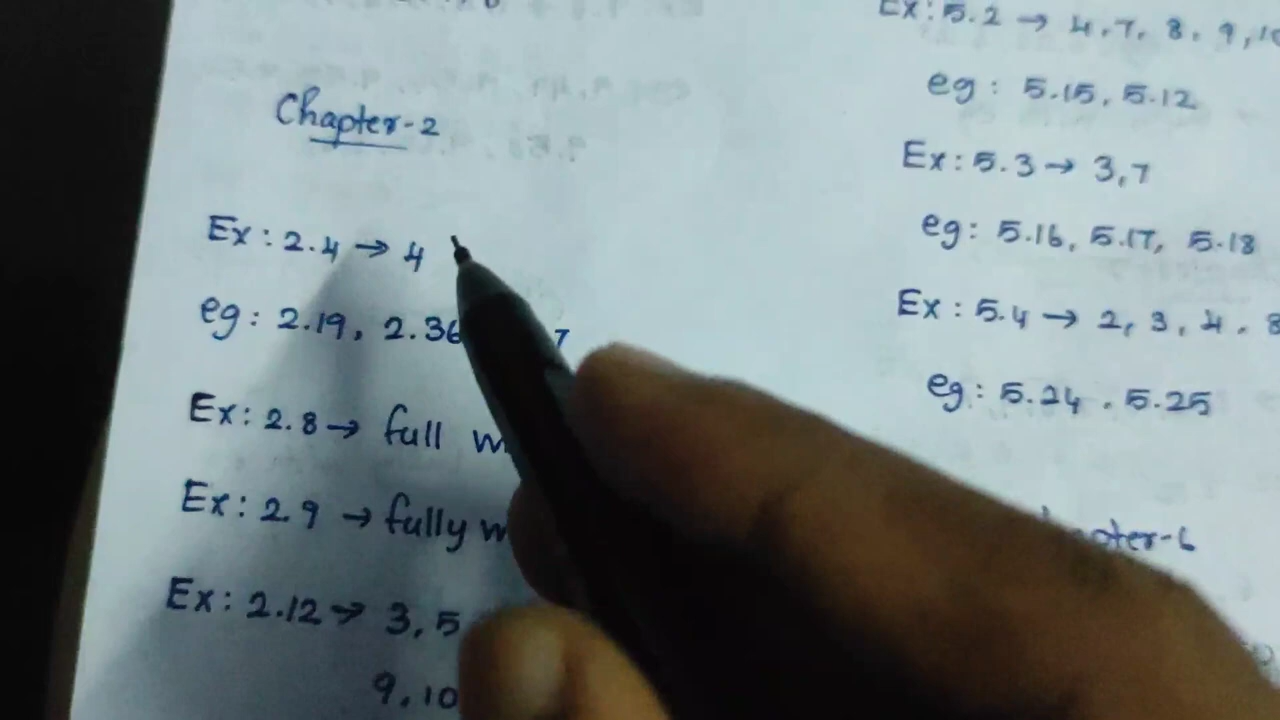 Chapter-2
Ex: 2.4 → 4
eg: 2.19, 2.36
Ex: 2.8 → full
Ex: 2.9 → fully
Ex: 2.12 → 3, 5
9, 10
Ex: 5.2 → 4, 7, 8, 9, 10
eg: 5.15, 5.12
Ex: 5.3 → 3, 7
eg: 5.16, 5.17, 5.18
Ex: 5.4 → 2, 3, 4, 8
eg: 5.24, 5.25